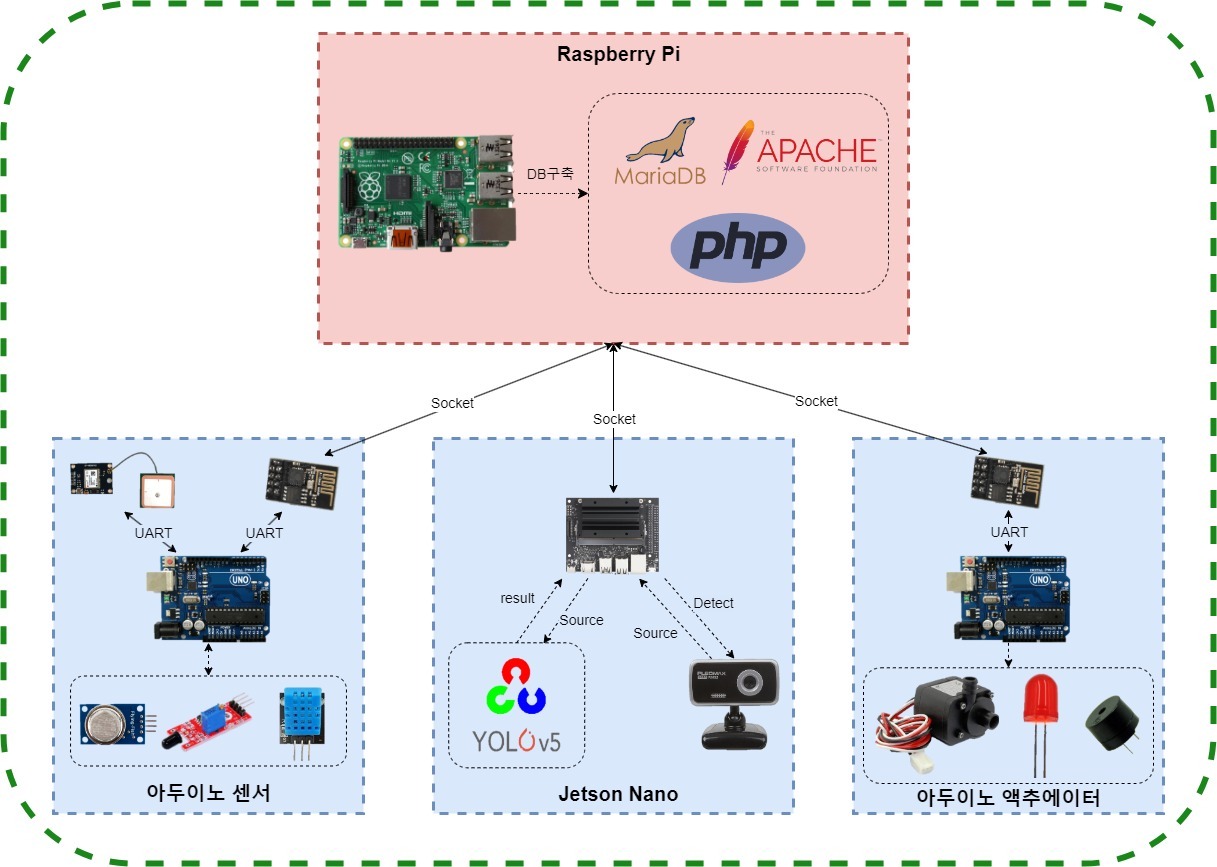 Raspberry Pi
DB구축
MariaDB
THE
APACHE
SOFTWARE FOUNDATION
php
HDMI
Socket
Socket
Socket
UART
UART
UART
UNO
UNO
result
Source
Source
Detect
YOLOv5
아두이노 센서
Jetson Nano
아두이노 액추에이터